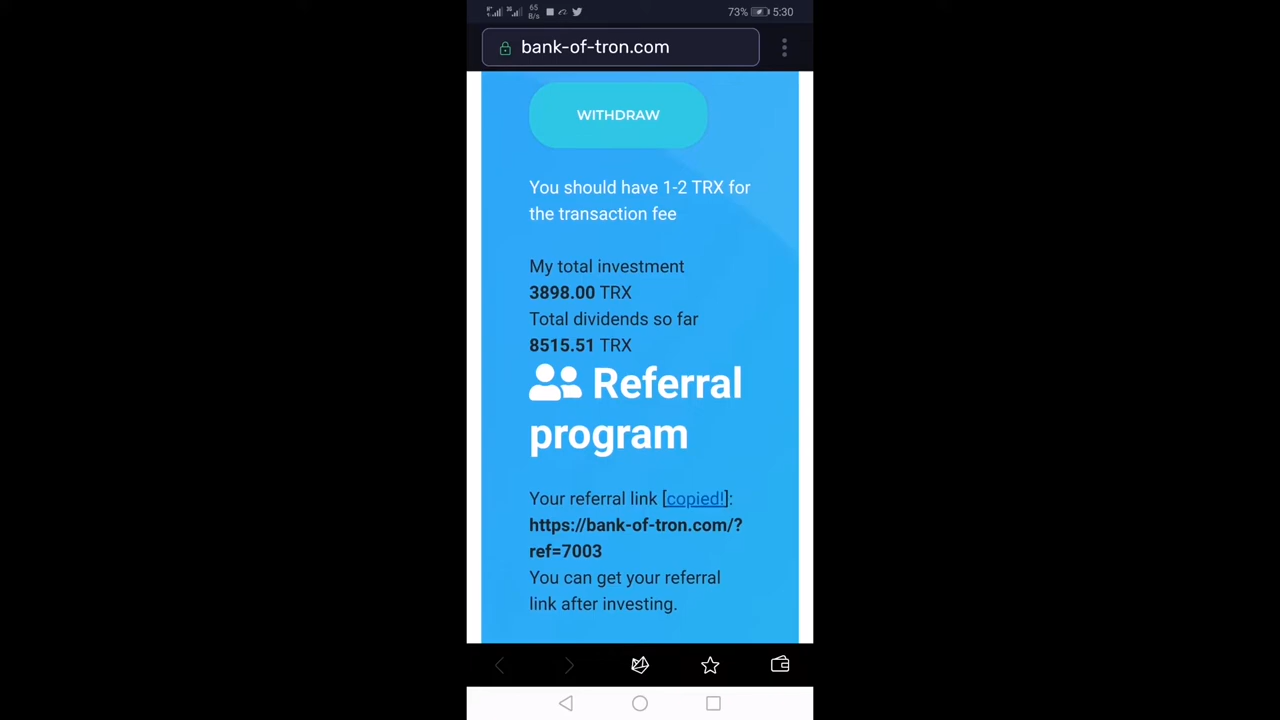 65
B/s
73%
5:30
bank-of-tron.com
WITHDRAW
You should have 1-2 TRX for
the transaction fee
My total investment
3898.00 TRX
Total dividends so far
8515.51 TRX
Referral
program
Your referral link [copied!]:
https://bank-of-tron.com/?
ref=7003
You can get your referral
link after investing.